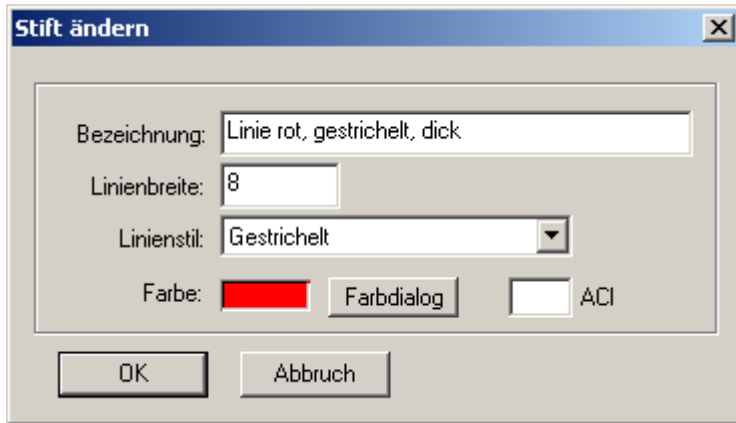 Stift ändern
Bezeichnung: Linie rot, gestrichelt, dick
Linienbreite: 8
Linienstil: Gestrichelt
Farbe: Farbdialog ACI
OK Abbruch